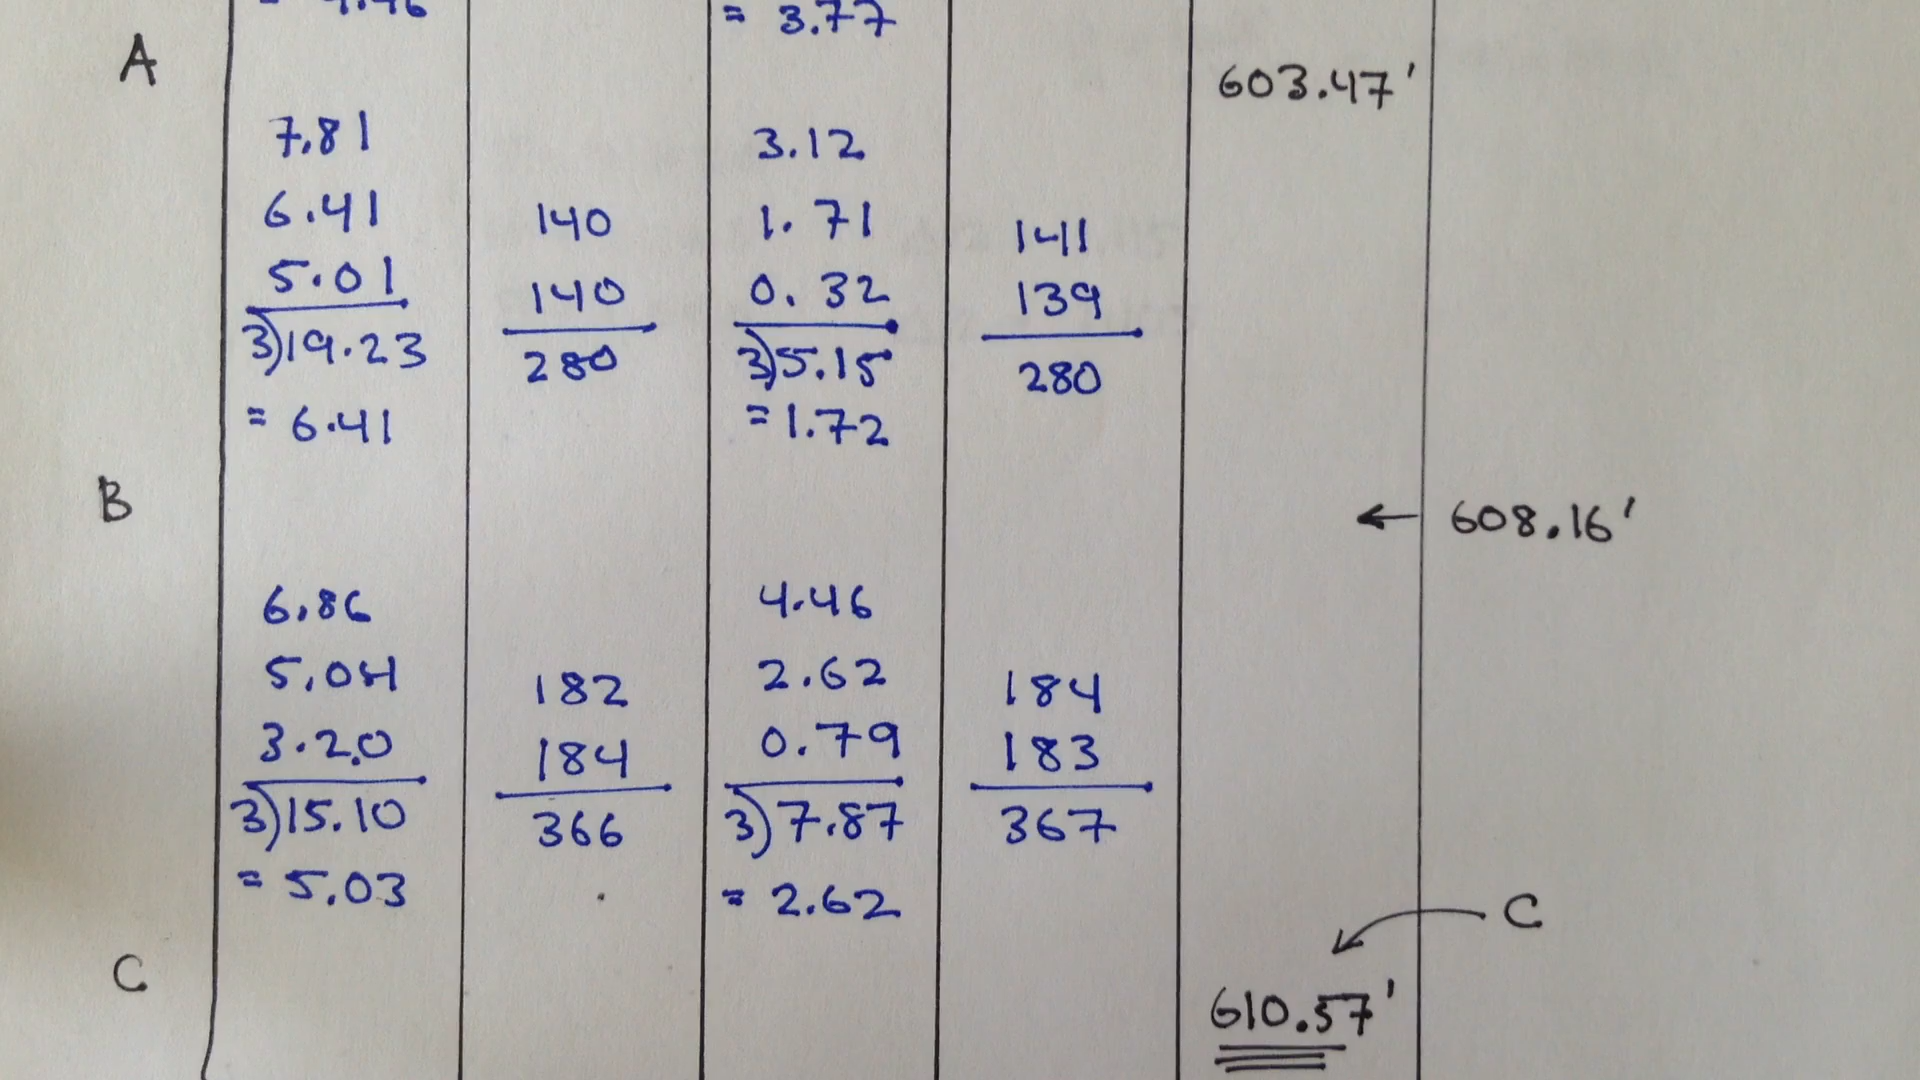 = 4.46 = 3.77
A 603.47'
7.81 3.12
6.41 140 1.71 141
5.01 140 0.32 139
3)19.23 280 3)5.15 280
= 6.41 = 1.72
B ← 608.16'
6.86 4.46
5.04 182 2.62 184
3.20 184 0.79 183
3)15.10 366 3)7.87 367
= 5.03 = 2.62
C
C 610.57'